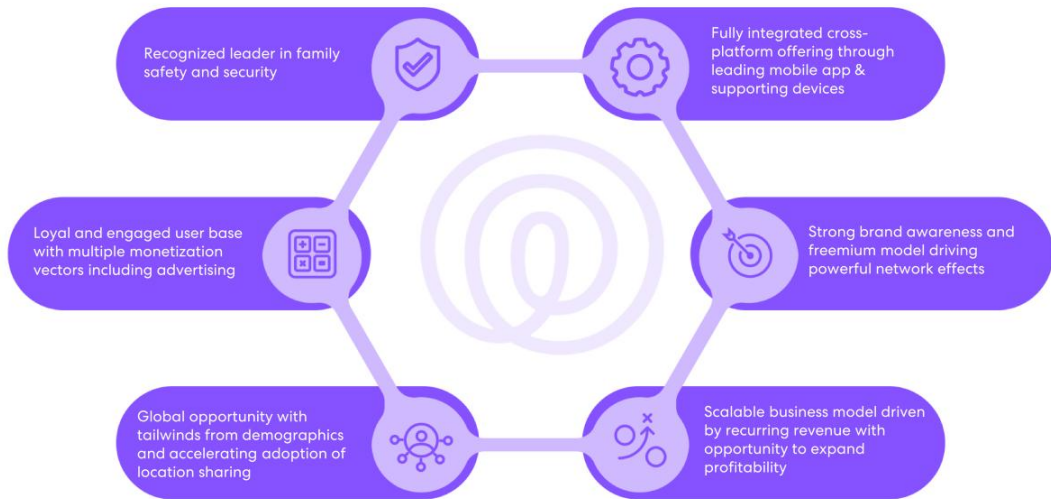 Recognized leader in family
safety and security
Fully integrated cross-
platform offering through
leading mobile app &
supporting devices
Loyal and engaged user base
with multiple monetization
vectors including advertising
Strong brand awareness and
freemium model driving
powerful network effects
Global opportunity with
tailwinds from demographics
and accelerating adoption of
location sharing
Scalable business model driven
by recurring revenue with
opportunity to expand
profitability